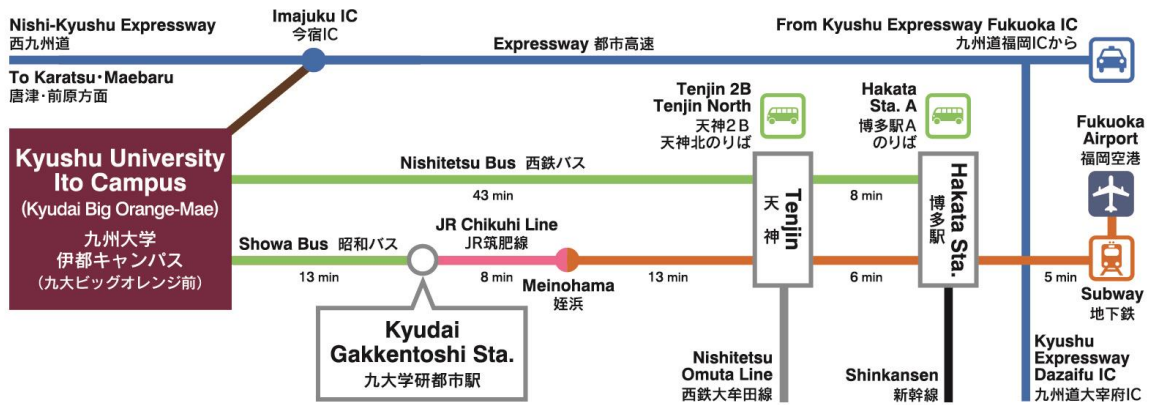 Nishi-Kyushu Expressway
西九州道
To Karatsu・Maebaru
唐津・前原方面
Imajuku IC
今宿IC
Expressway 都市高速
From Kyushu Expressway Fukuoka IC
九州道福岡ICから
Tenjin 2B
Tenjin North
天神2B
天神北のりば
Hakata
Sta. A
博多駅A
のりば
Fukuoka
Airport
福岡空港
Kyushu University
Ito Campus
(Kyudai Big Orange-Mae)
九州大学
伊都キャンパス
(九大ビッグオレンジ前)
Nishitetsu Bus 西鉄バス
43 min
Tenjin
天神
8 min
Hakata Sta.
博多駅
Showa Bus 昭和バス
13 min
JR Chikuhi Line
JR筑肥線
8 min
Meinohama
姪浜
13 min
6 min
5 min
Subway
地下鉄
Kyudai
Gakkentoshi Sta.
九大学研都市駅
Nishitetsu
Omuta Line
西鉄大牟田線
Shinkansen
新幹線
Kyushu
Expressway
Dazaifu IC
九州道大宰府IC